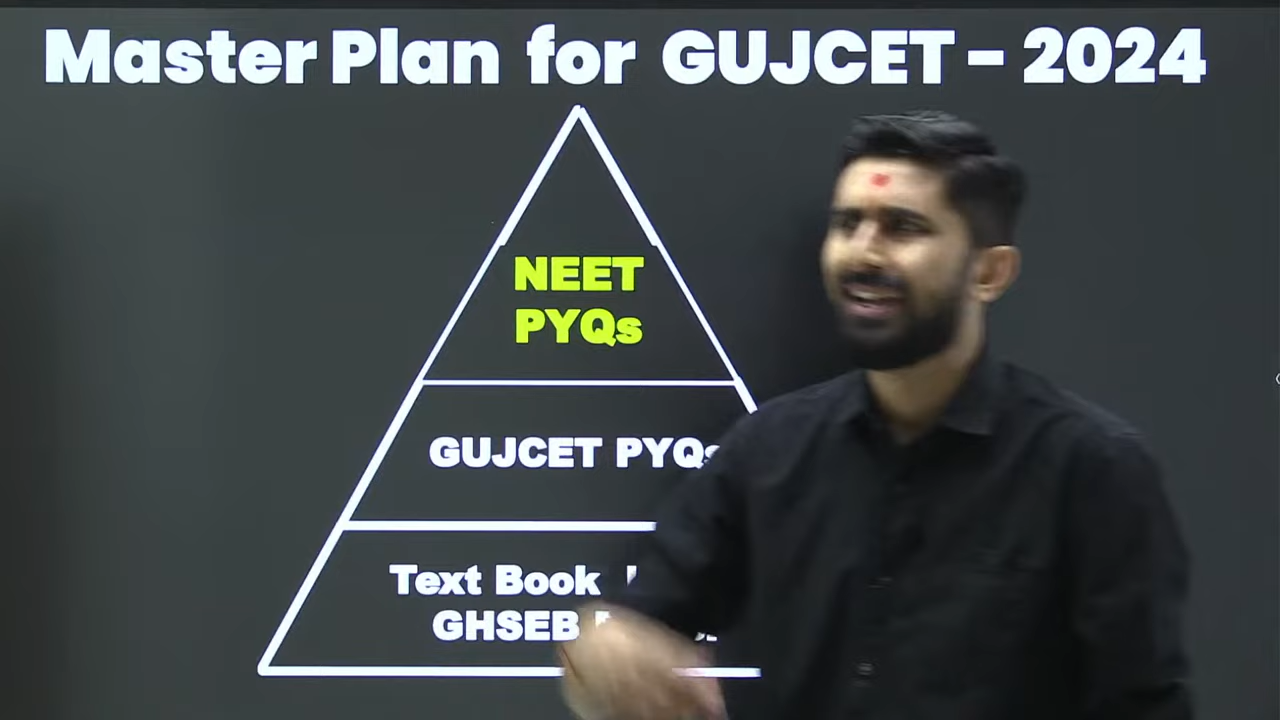 Master Plan for GUJCET - 2024
NEET
PYQs
GUJCET PYQs
Text Book
GHSEB